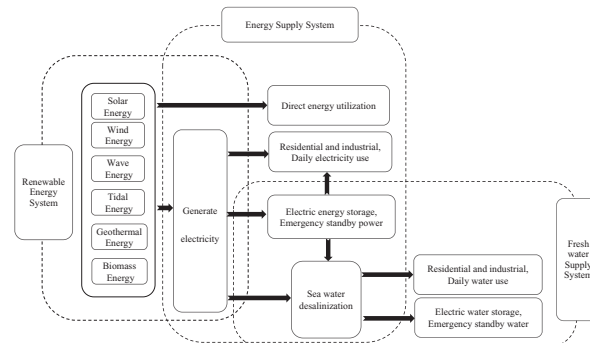 Energy Supply System
Renewable
Energy
System
Solar
Energy
Wind
Energy
Wave
Energy
Tidal
Energy
Geothermal
Energy
Biomass
Energy
Generate
electricity
Direct energy utilization
Residential and industrial,
Daily electricity use
Electric energy storage,
Emergency standby power
Sea water
desalinization
Residential and industrial,
Daily water use
Electric water storage,
Emergency standby water
Fresh
water
Supply
System